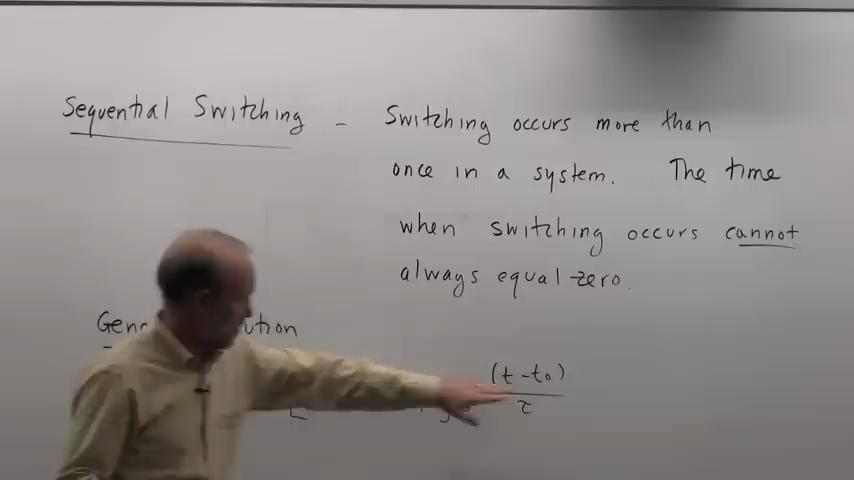 Sequential Switching - Switching occurs more than
once in a system. The time
when switching occurs cannot
always equal zero.
(t - t₀)
τ